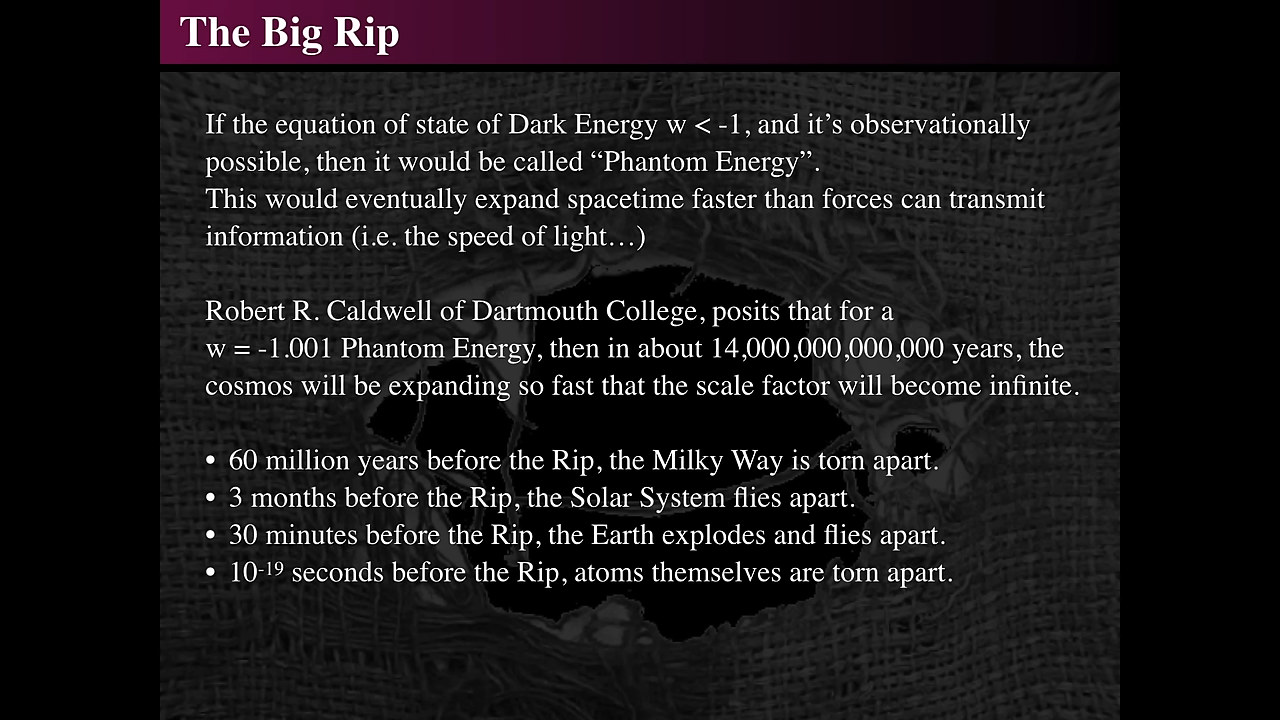 The Big Rip
If the equation of state of Dark Energy w < -1, and it’s observationally
possible, then it would be called “Phantom Energy”.
This would eventually expand spacetime faster than forces can transmit
information (i.e. the speed of light…)
Robert R. Caldwell of Dartmouth College, posits that for a
w = -1.001 Phantom Energy, then in about 14,000,000,000,000 years, the
cosmos will be expanding so fast that the scale factor will become infinite.
• 60 million years before the Rip, the Milky Way is torn apart.
• 3 months before the Rip, the Solar System flies apart.
• 30 minutes before the Rip, the Earth explodes and flies apart.
• 10⁻¹⁹ seconds before the Rip, atoms themselves are torn apart.